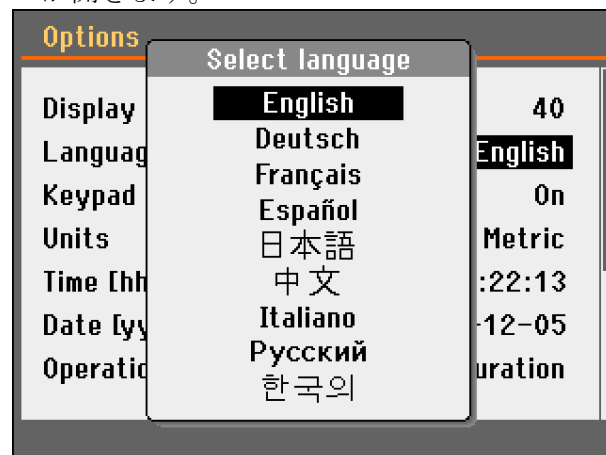 Options
Select language
English
Deutsch
Français
Español
日本語
中文
Italiano
Русский
한국의
Display 40
Languag English
Keypad On
Units Metric
Time [hh :22:13
Date [yy -12-05
Operatio uration